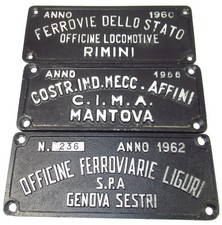 ANNO 1960
FERROVIE DELLO STATO
OFFICINE LOCOMOTIVE
RIMINI
ANNO 1966
COSTR. IND. MECC. AFFINI
C.I.M.A.
MANTOVA
N. 236 ANNO 1962
OFFICINE FERROVIARIE LIGURI
S.P.A
GENOVA SESTRI